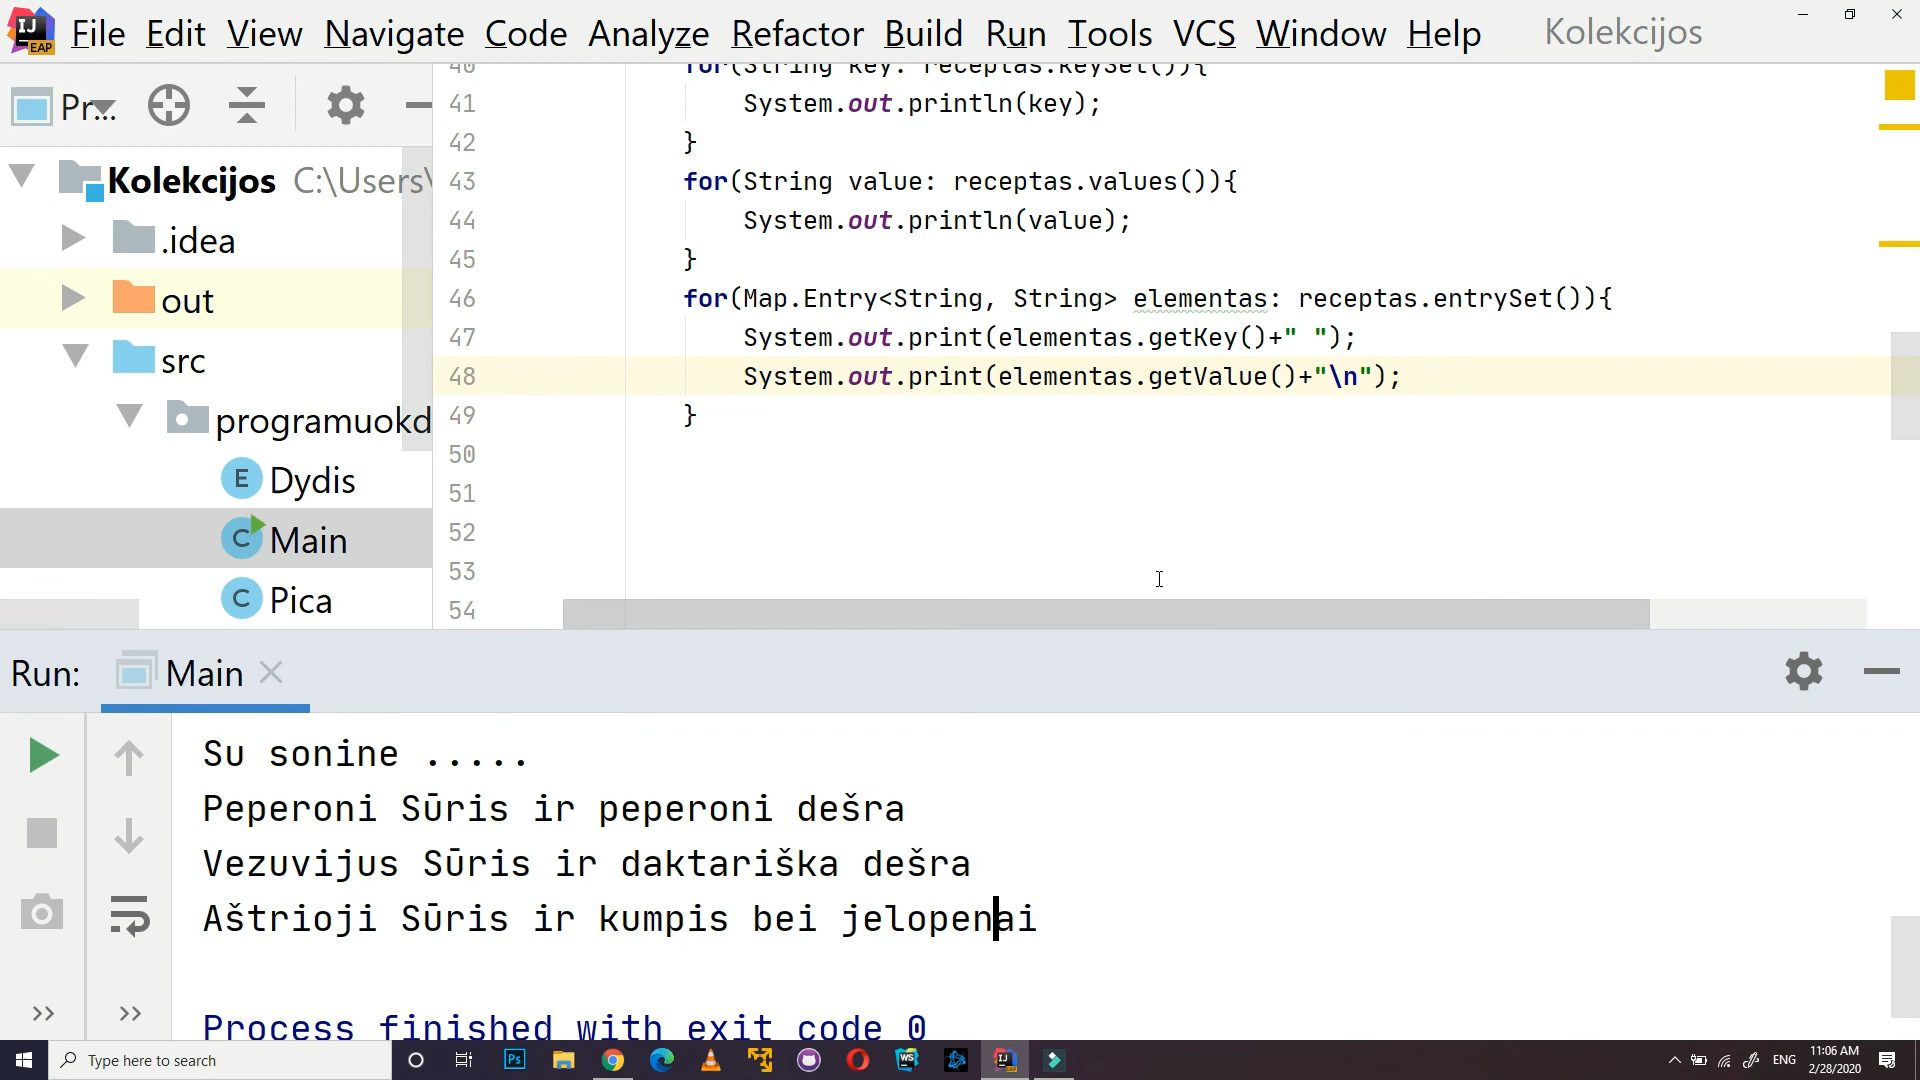 IJ
EAP
File Edit View Navigate Code Analyze Refactor Build Run Tools VCS Window Help Kolekcijos
Pr...
Kolekcijos C:\Users\
.idea
out
src
programuokd
E Dydis
C Main
C Pica
40 for(String key: receptas.keySet()){
41 System.out.println(key);
42 }
43 for(String value: receptas.values()){
44 System.out.println(value);
45 }
46 for(Map.Entry<String, String> elementas: receptas.entrySet()){
47 System.out.print(elementas.getKey()+" ");
48 System.out.print(elementas.getValue()+"\n");
49 }
50
51
52
53
54
Run: Main
Su sonine .....
Peperoni Sūris ir peperoni dešra
Vezuvijus Sūris ir daktariška dešra
Aštrioji Sūris ir kumpis bei jelopenai
Process finished with exit code 0
Type here to search
Ps
WS
IJ
ENG
11:06 AM
2/28/2020